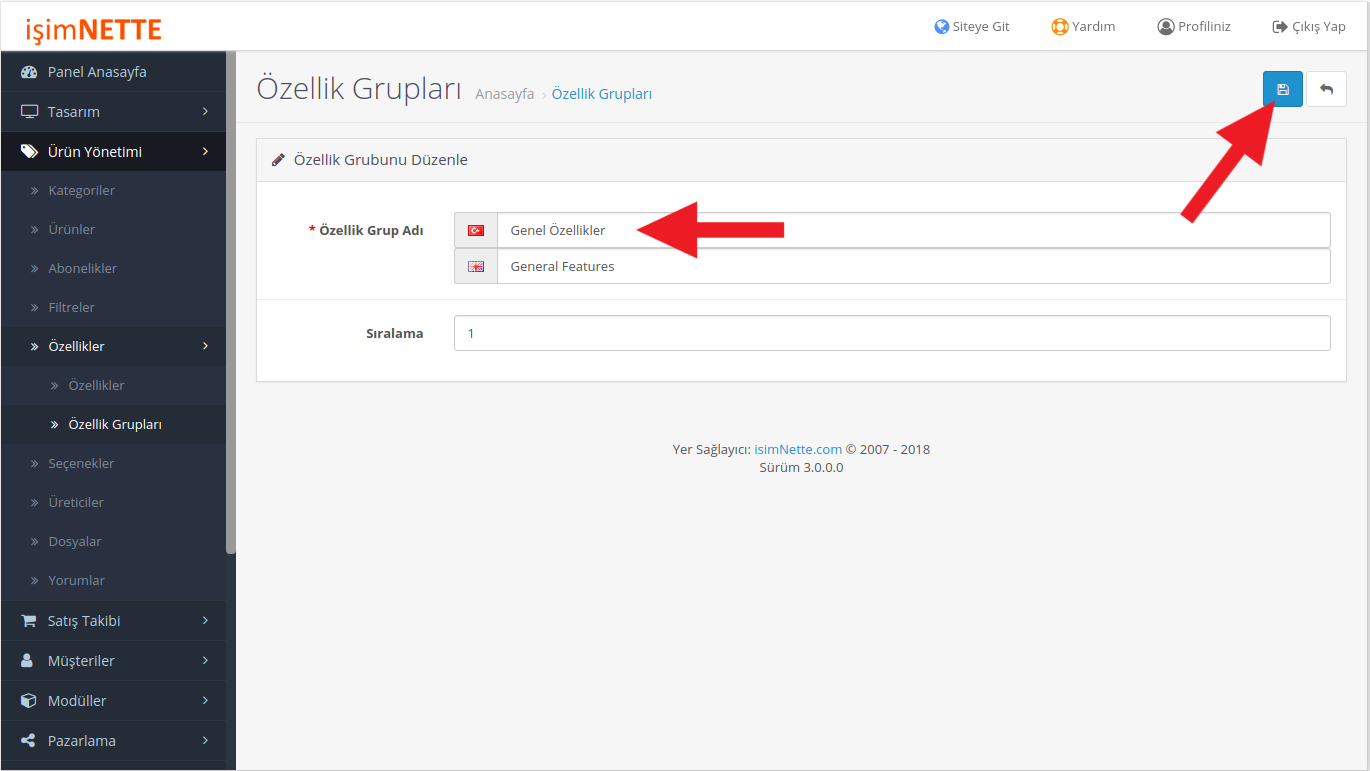 işimNETTE
Siteye Git
Yardım
Profiliniz
Çıkış Yap
Panel Anasayfa
Tasarım
Ürün Yönetimi
Kategoriler
Ürünler
Abonelikler
Filtreler
Özellikler
Özellikler
Özellik Grupları
Seçenekler
Üreticiler
Dosyalar
Yorumlar
Satış Takibi
Müşteriler
Modüller
Pazarlama
Özellik Grupları
Anasayfa › Özellik Grupları
Özellik Grubunu Düzenle
* Özellik Grup Adı
Genel Özellikler
General Features
Sıralama
1
Yer Sağlayıcı: isimNette.com © 2007 - 2018
Sürüm 3.0.0.0